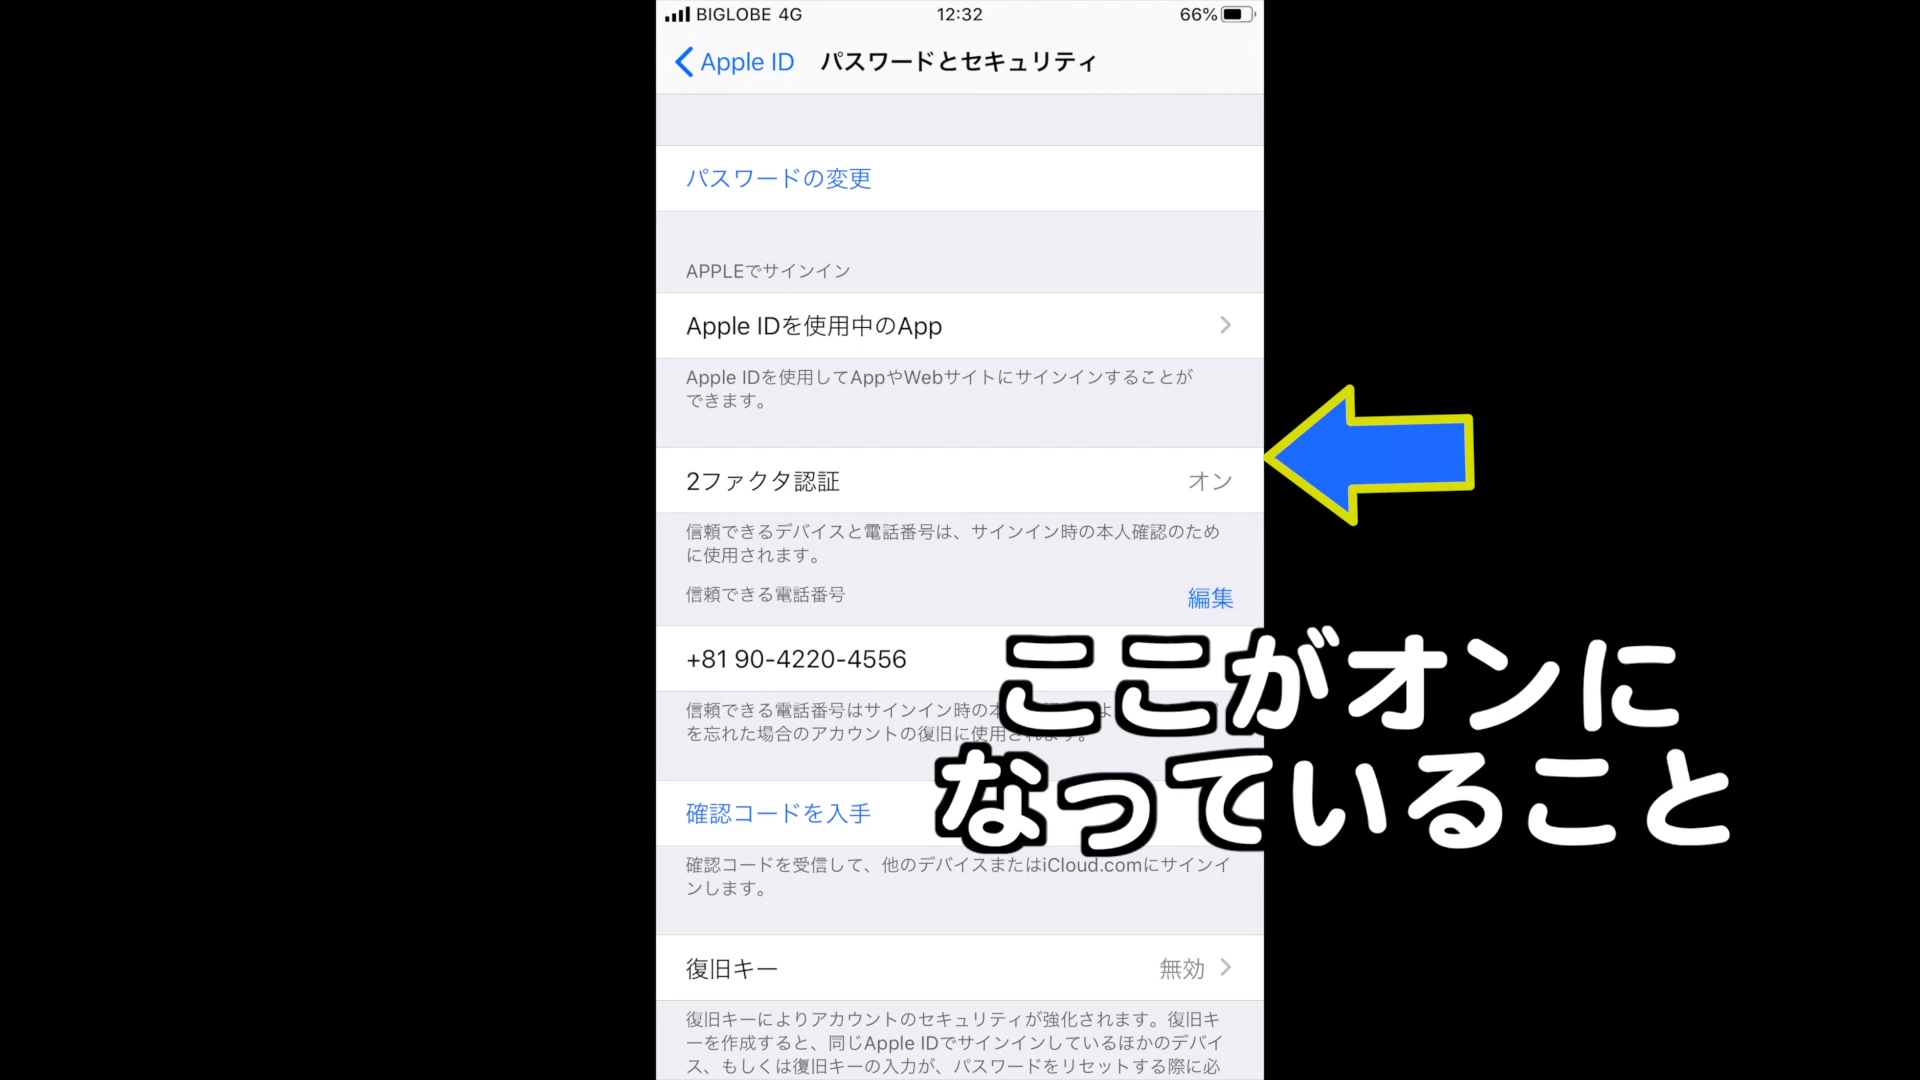 BIGLOBE 4G 12:32 66%
Apple ID パスワードとセキュリティ
パスワードの変更
APPLEでサインイン
Apple IDを使用中のApp
Apple IDを使用してAppやWebサイトにサインインすることが
できます。
2ファクタ認証 オン
信頼できるデバイスと電話番号は、サインイン時の本人確認のため
に使用されます。
信頼できる電話番号 編集
+81 90-4220-4556
信頼できる電話番号はサインイン時の本
を忘れた場合のアカウントの復旧に使用されます。
ここがオンに
なっていること
確認コードを入手
確認コードを受信して、他のデバイスまたはiCloud.comにサインイ
ンします。
復旧キー 無効
復旧キーによりアカウントのセキュリティが強化されます。復旧キ
ーを作成すると、同じApple IDでサインインしているほかのデバイ
ス、もしくは復旧キーの入力が、パスワードをリセットする際に必